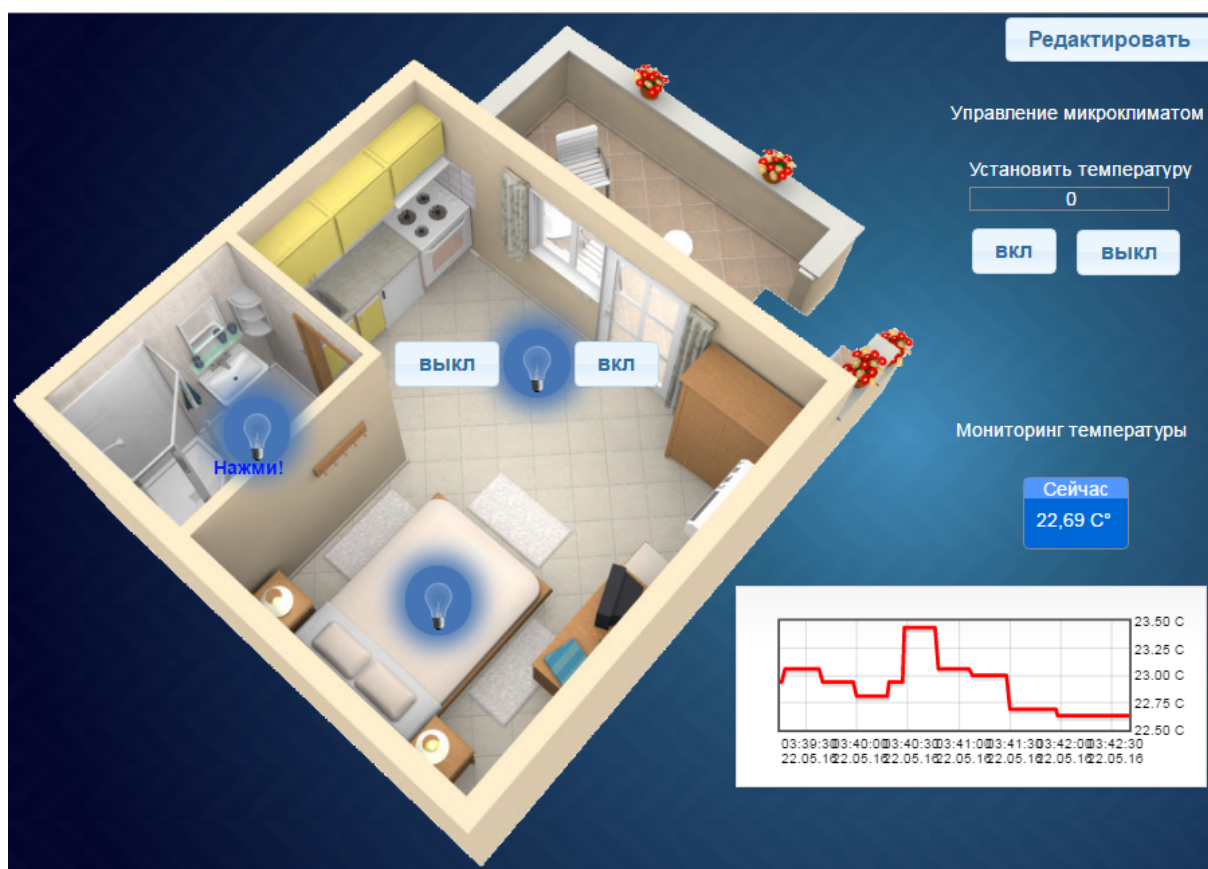 Редактировать
Управление микроклиматом
Установить температуру
0
вкл
выкл
выкл
вкл
Нажми!
Мониторинг температуры
Сейчас
22,69 C°
23.50 C
23.25 C
23.00 C
22.75 C
22.50 C
03:39:30 03:40:00 03:40:30 03:41:00 03:41:30 03:42:00 03:42:30
22.05.16 22.05.16 22.05.16 22.05.16 22.05.16 22.05.16 22.05.16